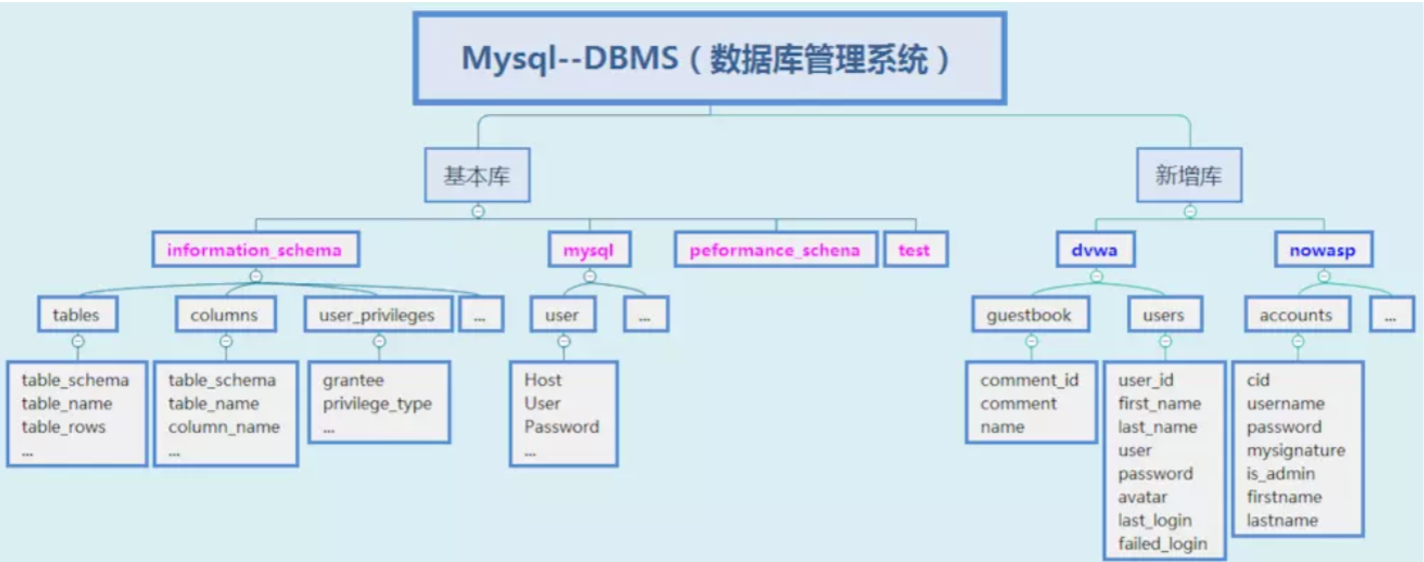 Mysql--DBMS（数据库管理系统）
基本库
新增库
information_schema
mysql
peformance_schena
test
dvwa
nowasp
tables
columns
user_privileges
...
user
...
guestbook
users
accounts
...
table_schema
table_name
table_rows
...
table_schema
table_name
column_name
...
grantee
privilege_type
...
Host
User
Password
...
comment_id
comment
name
user_id
first_name
last_name
user
password
avatar
last_login
failed_login
cid
username
password
mysignature
is_admin
firstname
lastname